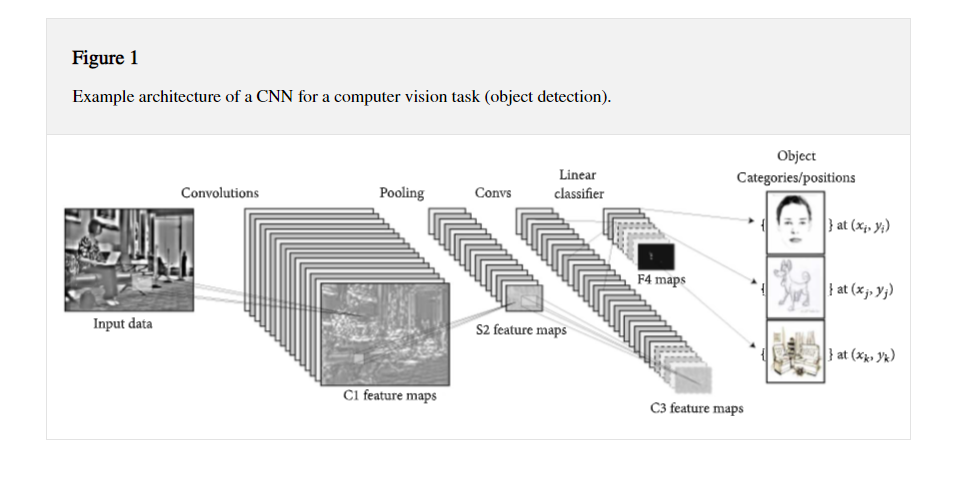 Figure 1
Example architecture of a CNN for a computer vision task (object detection).
Object
Categories/positions
Linear
classifier
Convolutions
Pooling
Convs
{ } at (xᵢ, yᵢ)
F4 maps
{ } at (xⱼ, yⱼ)
Input data
S2 feature maps
{ } at (xₖ, yₖ)
C1 feature maps
C3 feature maps